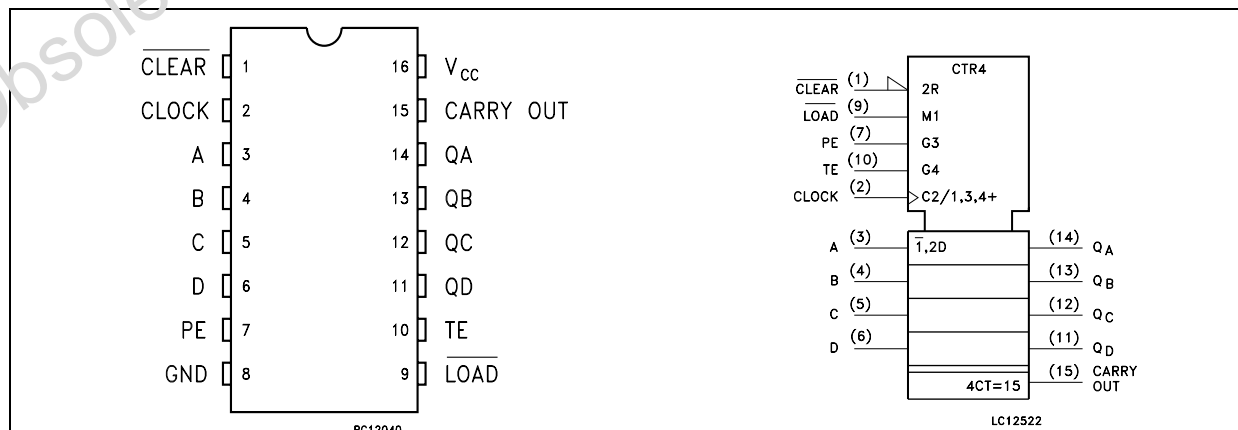 Obsole
CLEAR 1 16 VCC
CLOCK 2 15 CARRY OUT
A 3 14 QA
B 4 13 QB
C 5 12 QC
D 6 11 QD
PE 7 10 TE
GND 8 9 LOAD
PC12040
CTR4
CLEAR (1) 2R
LOAD (9) M1
PE (7) G3
TE (10) G4
CLOCK (2) C2/1,3,4+
A (3) 1,2D (14) QA
B (4) (13) QB
C (5) (12) QC
D (6) (11) QD
4CT=15 (15) CARRY
OUT
LC12522